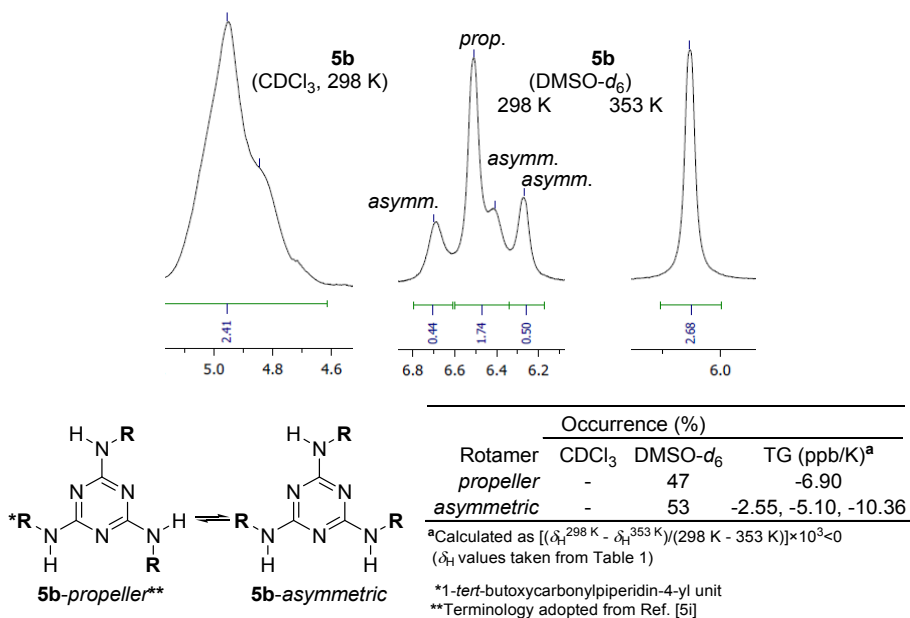 5b
(CDCl3, 298 K)
prop.
5b
(DMSO-d6)
298 K 353 K
asymm.
asymm.
asymm.
2.41
0.44
1.74
0.50
2.68
5.0 4.8 4.6
6.8 6.6 6.4 6.2
6.0
H N R
N N
*R N N N H
H R
5b-propeller**
H N R
N N
R N N N R
H H
5b-asymmetric
Occurrence (%)
Rotamer CDCl3 DMSO-d6 TG (ppb/K)a
propeller - 47 -6.90
asymmetric - 53 -2.55, -5.10, -10.36
aCalculated as [(δH298 K - δH353 K)/(298 K - 353 K)]×103<0
(δH values taken from Table 1)
*1-tert-butoxycarbonylpiperidin-4-yl unit
**Terminology adopted from Ref. [5i]